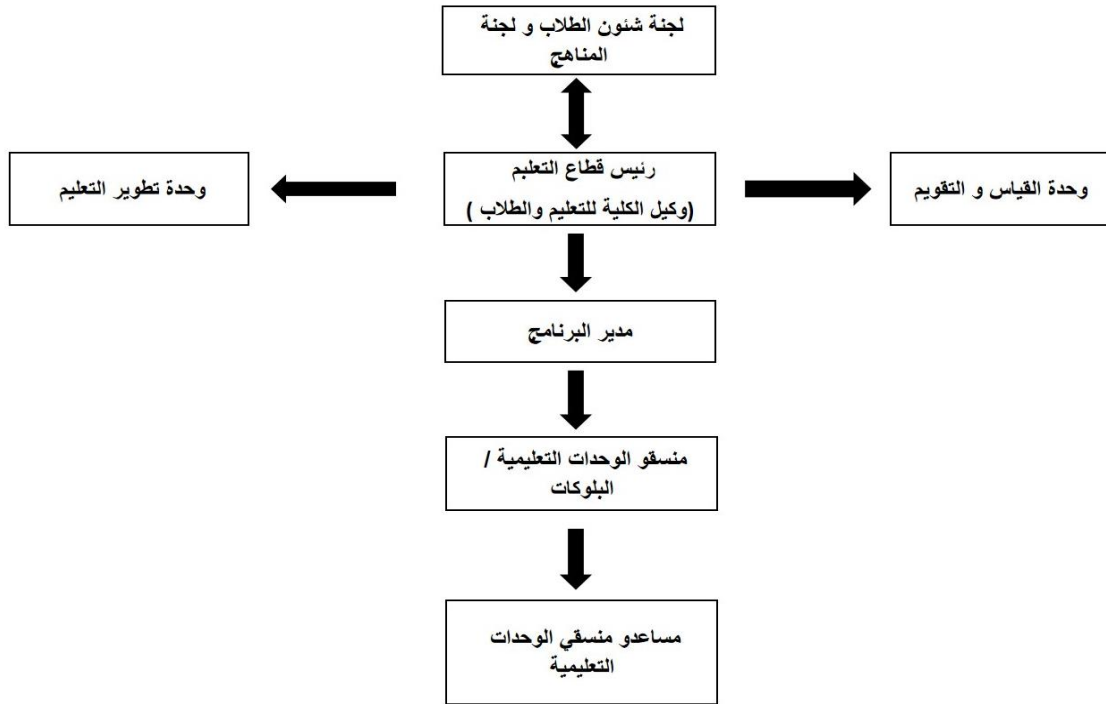 لجنة شئون الطلاب و لجنة
المناهج
رئيس قطاع التعليم
(وكيل الكلية للتعليم والطلاب )
وحدة القياس و التقويم
وحدة تطوير التعليم
مدير البرنامج
منسقو الوحدات التعليمية /
البلوكات
مساعدو منسقي الوحدات
التعليمية